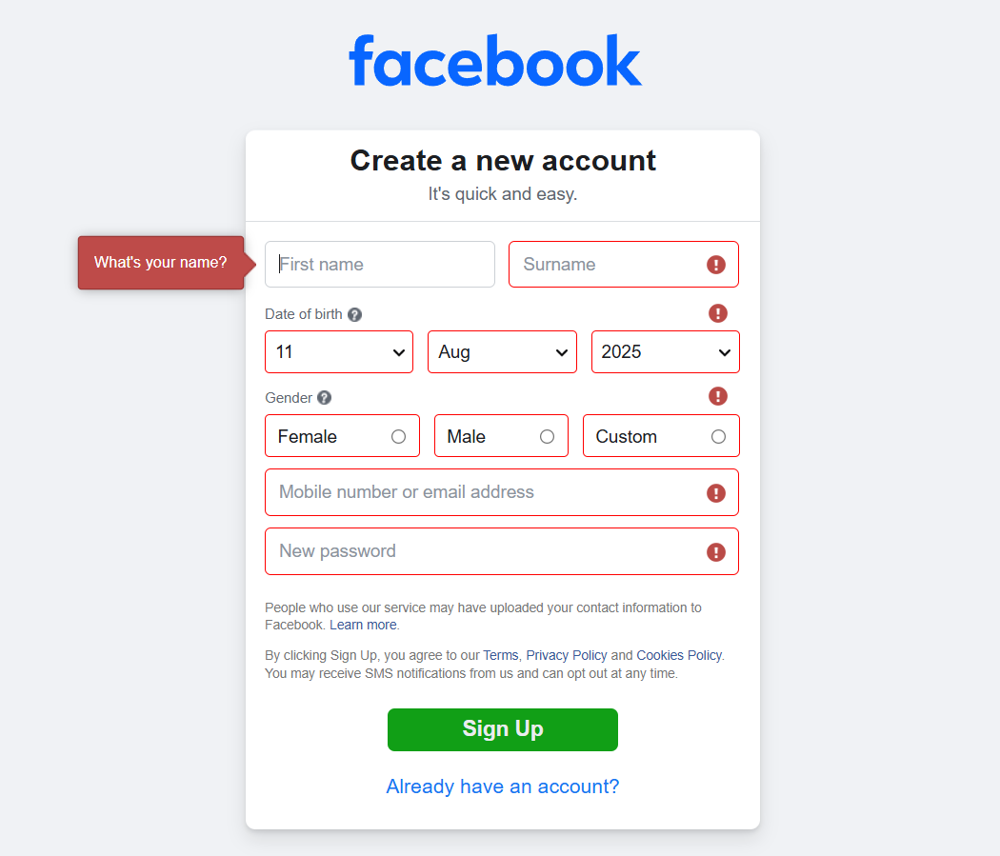 facebook
Create a new account
It's quick and easy.
What's your name?
First name
Surname
Date of birth
11
Aug
2025
Gender
Female
Male
Custom
Mobile number or email address
New password
People who use our service may have uploaded your contact information to
Facebook. Learn more.
By clicking Sign Up, you agree to our Terms, Privacy Policy and Cookies Policy.
You may receive SMS notifications from us and can opt out at any time.
Sign Up
Already have an account?